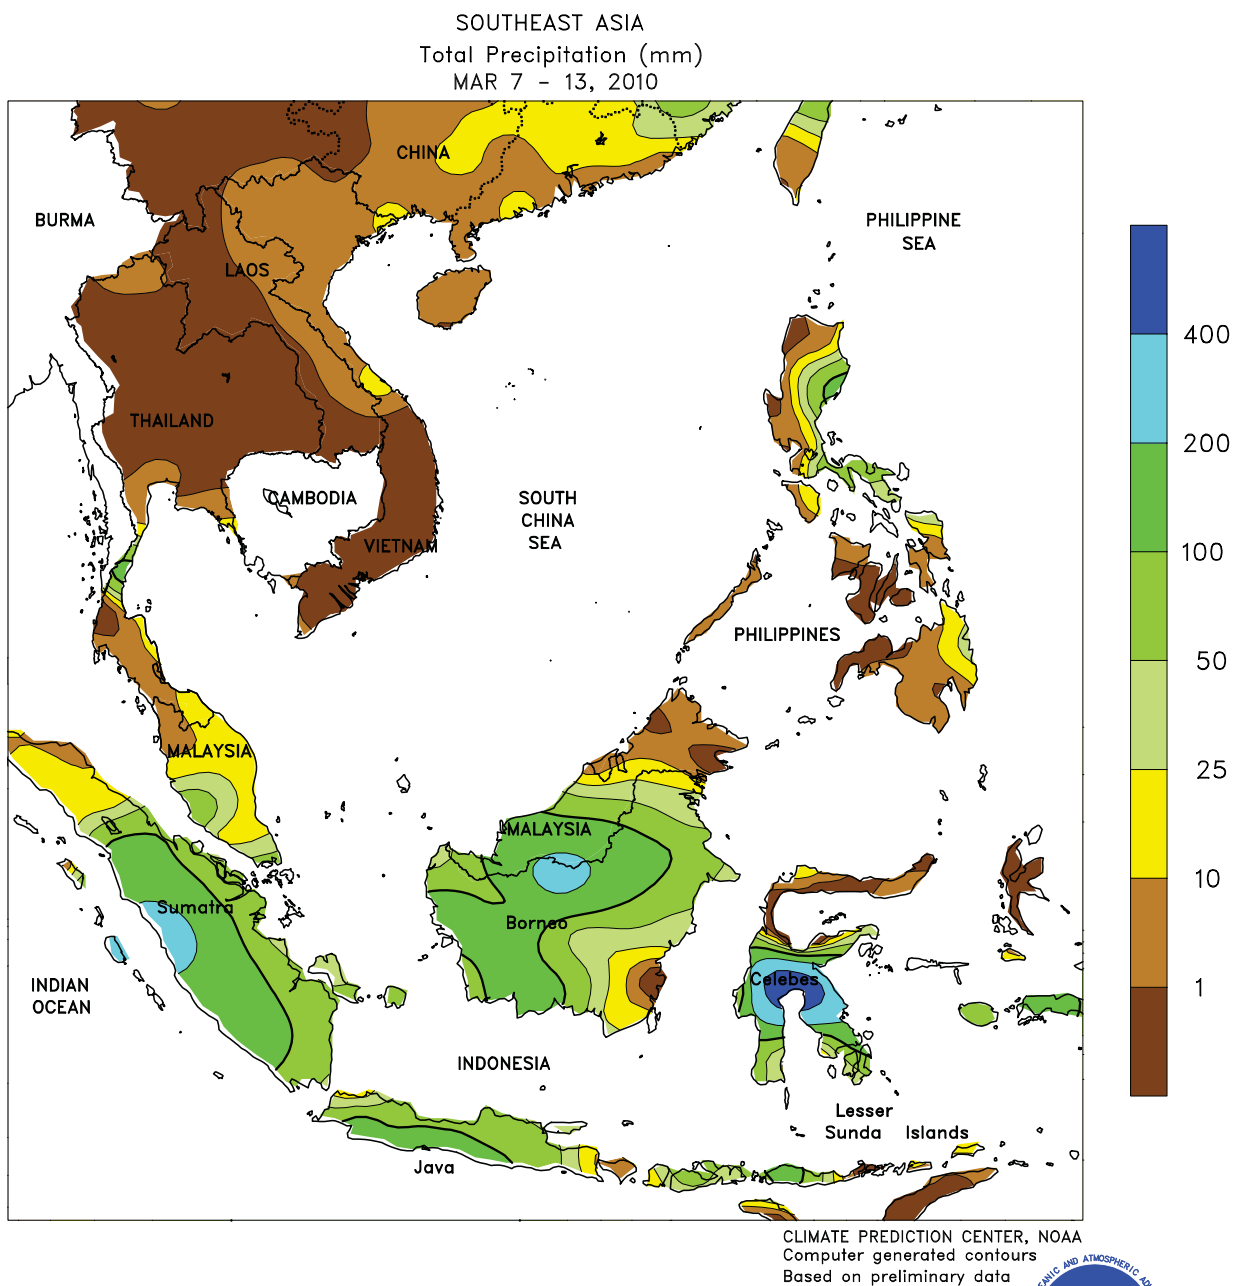 SOUTHEAST ASIA
Total Precipitation (mm)
MAR 7 - 13, 2010
CHINA
BURMA
PHILIPPINE
SEA
LAOS
400
THAILAND
200
CAMBODIA
SOUTH
CHINA
SEA
VIETNAM
100
PHILIPPINES
50
MALAYSIA
25
MALAYSIA
10
Sumatra
Borneo
Celebes
INDIAN
OCEAN
1
INDONESIA
Lesser
Sunda Islands
Java
CLIMATE PREDICTION CENTER, NOAA
Computer generated contours
Based on preliminary data
AND ATMOSPHERIC